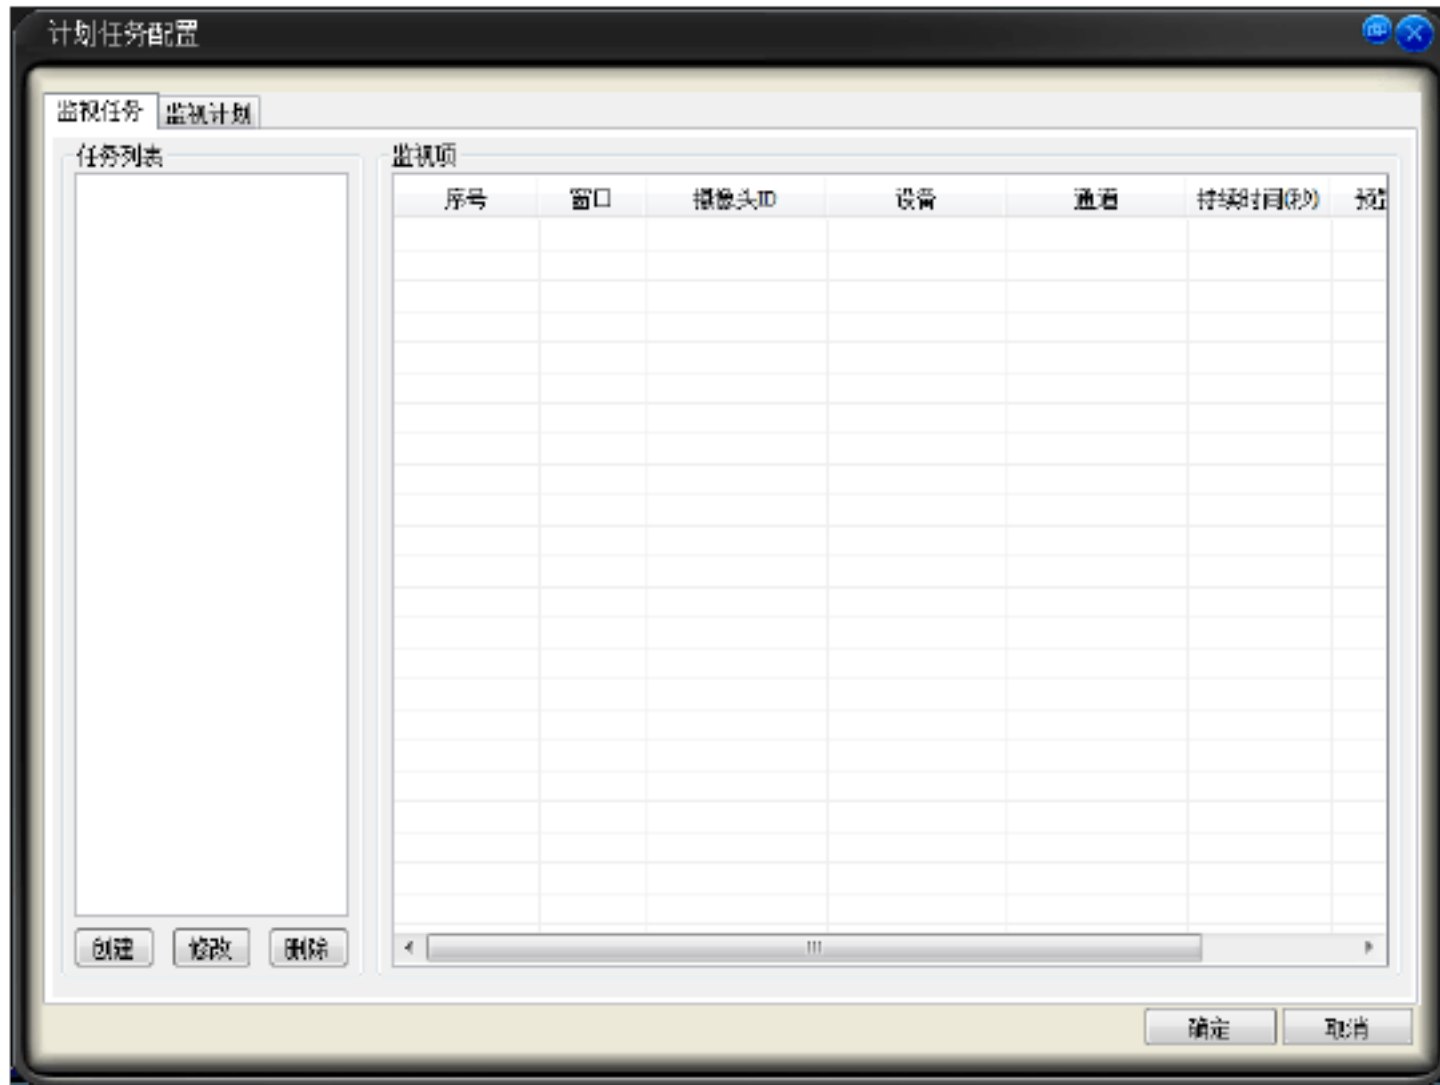 计划任务配置
监视任务 监视计划
任务列表
监视项
序号 窗口 摄像头ID 设备 通道 持续时间(秒) 预
创建 修改 删除
确定 取消